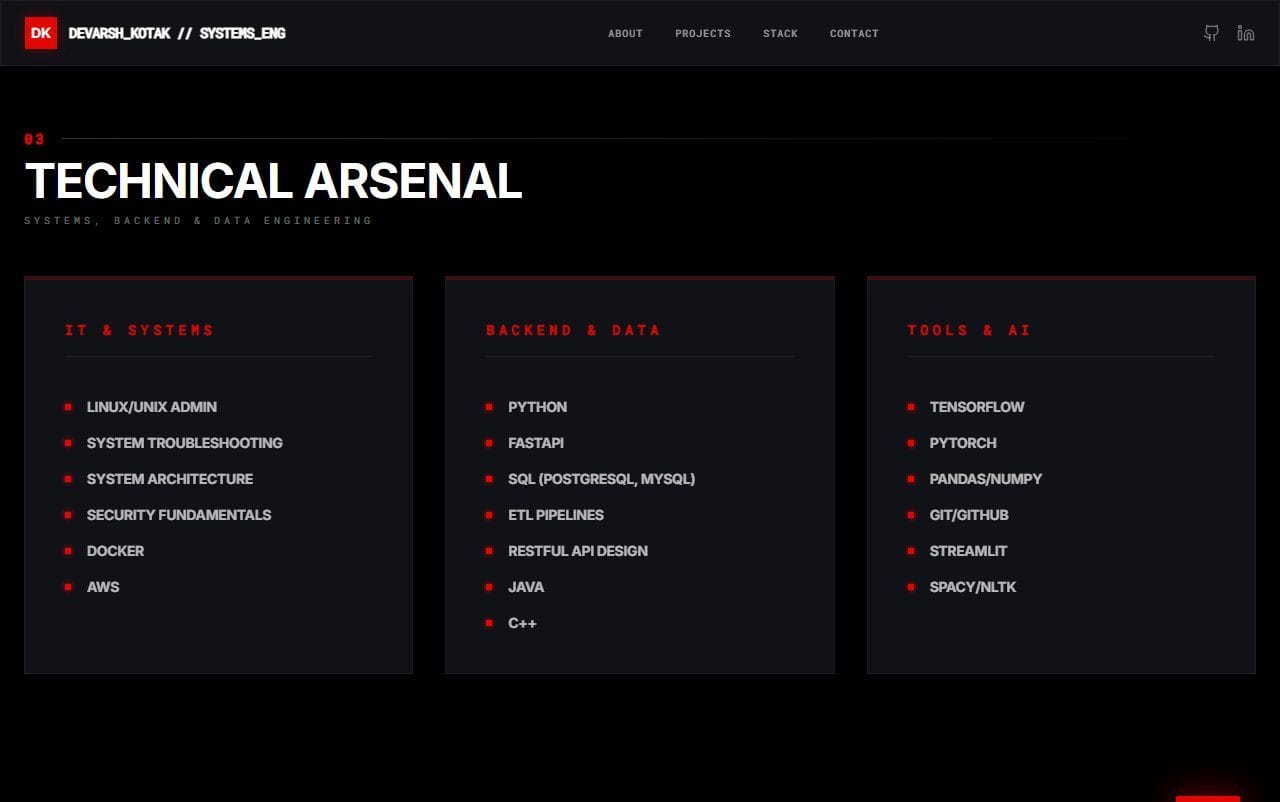 DK DEVARSH_KOTAK // SYSTEMS_ENG ABOUT PROJECTS STACK CONTACT
03
TECHNICAL ARSENAL
SYSTEMS, BACKEND & DATA ENGINEERING
IT & SYSTEMS
LINUX/UNIX ADMIN
SYSTEM TROUBLESHOOTING
SYSTEM ARCHITECTURE
SECURITY FUNDAMENTALS
DOCKER
AWS
BACKEND & DATA
PYTHON
FASTAPI
SQL (POSTGRESQL, MYSQL)
ETL PIPELINES
RESTFUL API DESIGN
JAVA
C++
TOOLS & AI
TENSORFLOW
PYTORCH
PANDAS/NUMPY
GIT/GITHUB
STREAMLIT
SPACY/NLTK